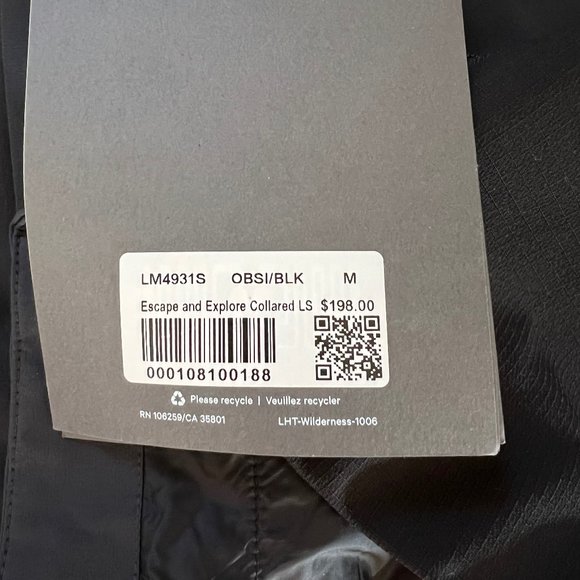 LM4931S OBSI/BLK M
Escape and Explore Collared LS $198.00
000108100188
Please recycle | Veuillez recycler
RN 106259/CA 35801 LHT-Wilderness-1006